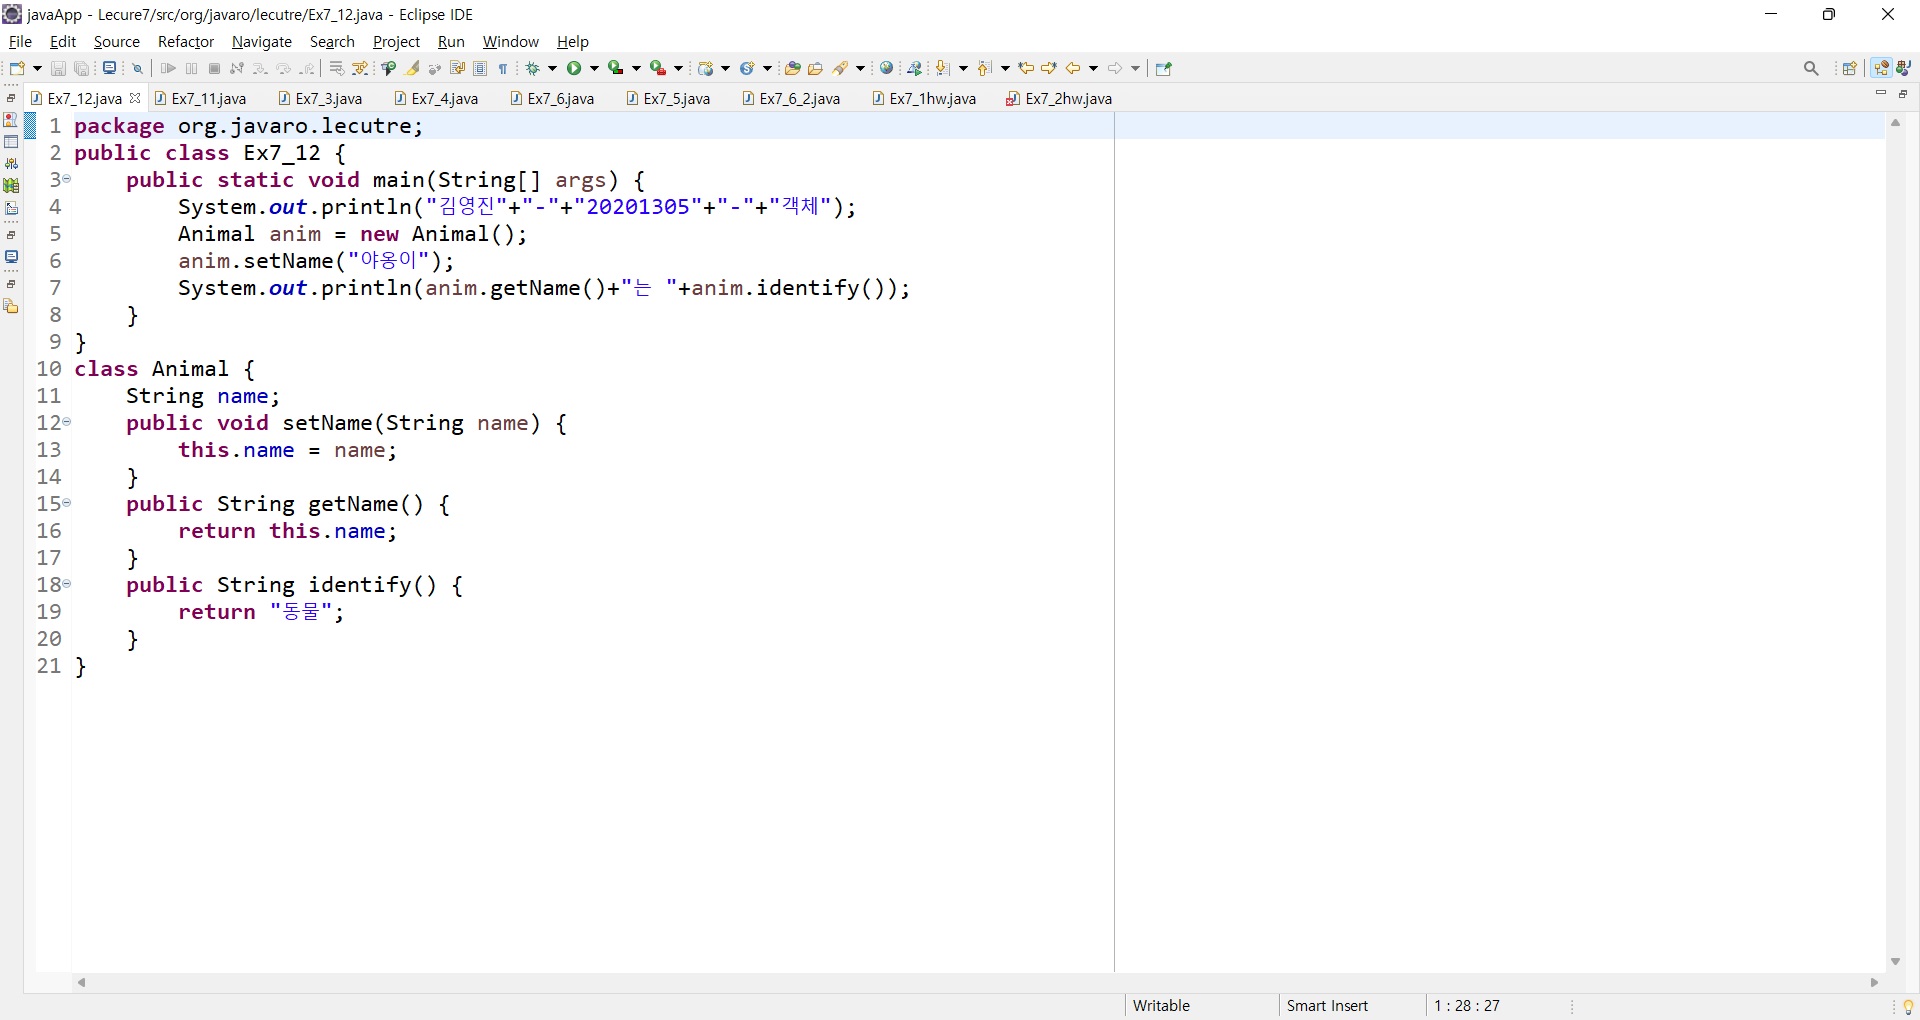 javaApp - Lecure7/src/org/javaro/lecutre/Ex7_12.java - Eclipse IDE
File Edit Source Refactor Navigate Search Project Run Window Help
Ex7_12.java Ex7_11.java Ex7_3.java Ex7_4.java Ex7_6.java Ex7_5.java Ex7_6_2.java Ex7_1hw.java Ex7_2hw.java
1 package org.javaro.lecutre;
2 public class Ex7_12 {
3 public static void main(String[] args) {
4 System.out.println("김영진"+"-"+"20201305"+"-"+"객체");
5 Animal anim = new Animal();
6 anim.setName("야옹이");
7 System.out.println(anim.getName()+"는 "+anim.identify());
8 }
9 }
10 class Animal {
11 String name;
12 public void setName(String name) {
13 this.name = name;
14 }
15 public String getName() {
16 return this.name;
17 }
18 public String identify() {
19 return "동물";
20 }
21 }
Writable Smart Insert 1 : 28 : 27